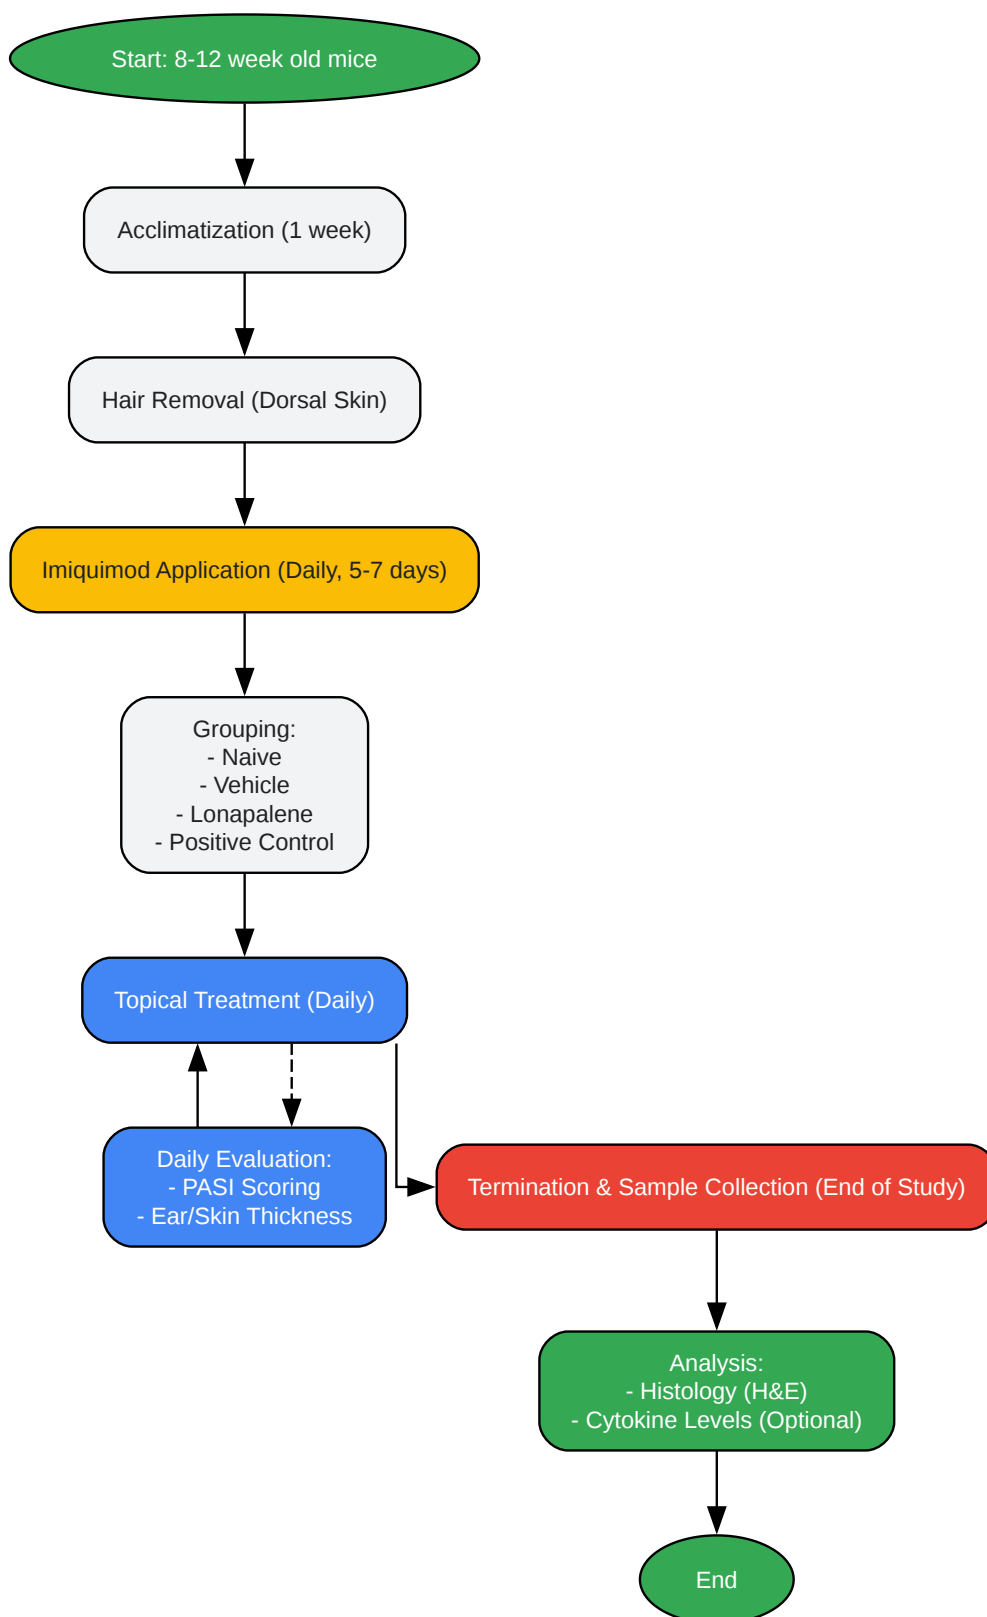 Start: 8-12 week old mice
Acclimatization (1 week)
Hair Removal (Dorsal Skin)
Imiquimod Application (Daily, 5-7 days)
Grouping:
- Naive
- Vehicle
- Lonapalene
- Positive Control
Topical Treatment (Daily)
Daily Evaluation:
- PASI Scoring
- Ear/Skin Thickness
Termination & Sample Collection (End of Study)
Analysis:
- Histology (H&E)
- Cytokine Levels (Optional)
End